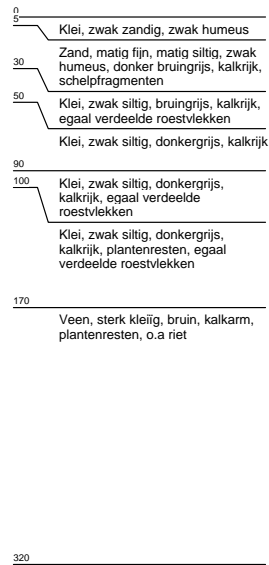 0
5
Klei, zwak zandig, zwak humeus
Zand, matig fijn, matig siltig, zwak
humeus, donker bruingrijs, kalkrijk,
schelpfragmenten
30
Klei, zwak siltig, bruingrijs, kalkrijk,
egaal verdeelde roestvlekken
50
Klei, zwak siltig, donkergrijs, kalkrijk
90
Klei, zwak siltig, donkergrijs,
kalkrijk, egaal verdeelde
roestvlekken
100
Klei, zwak siltig, donkergrijs,
kalkrijk, plantenresten, egaal
verdeelde roestvlekken
170
Veen, sterk kleiïg, bruin, kalkarm,
plantenresten, o.a riet
320